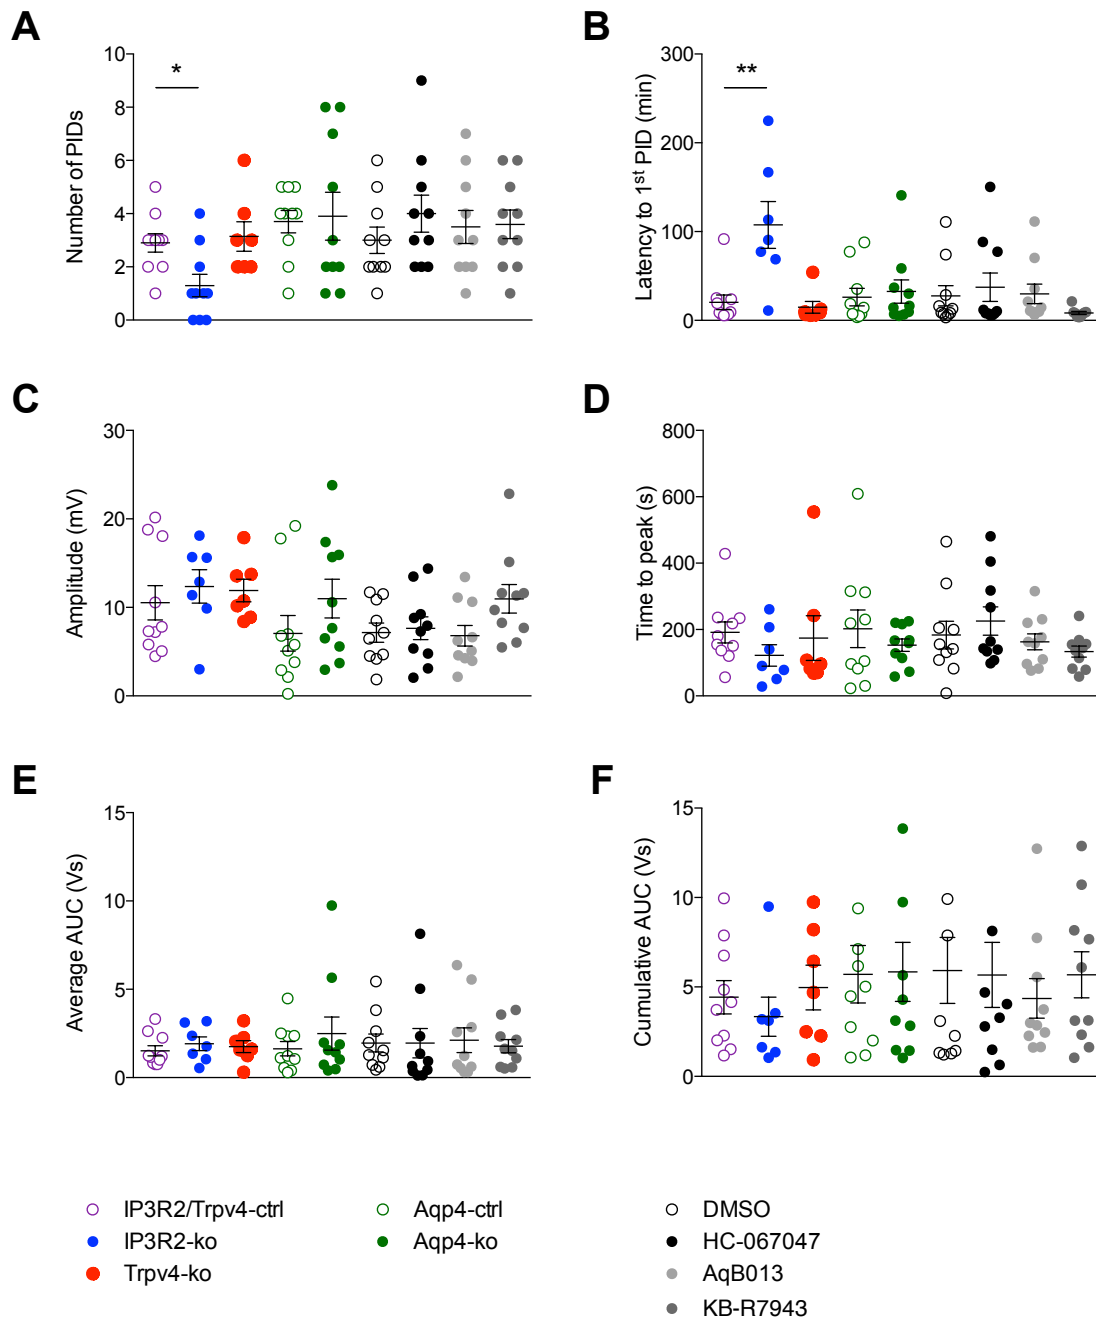 A
Number of PIDs
10
8
6
4
2
0
*
B
Latency to 1st PID (min)
300
200
100
0
**
C
Amplitude (mV)
30
20
10
0
D
Time to peak (s)
800
600
400
200
0
E
Average AUC (Vs)
15
10
5
0
F
Cumulative AUC (Vs)
15
10
5
0
IP3R2/Trpv4-ctrl
IP3R2-ko
Trpv4-ko
Aqp4-ctrl
Aqp4-ko
DMSO
HC-067047
AqB013
KB-R7943